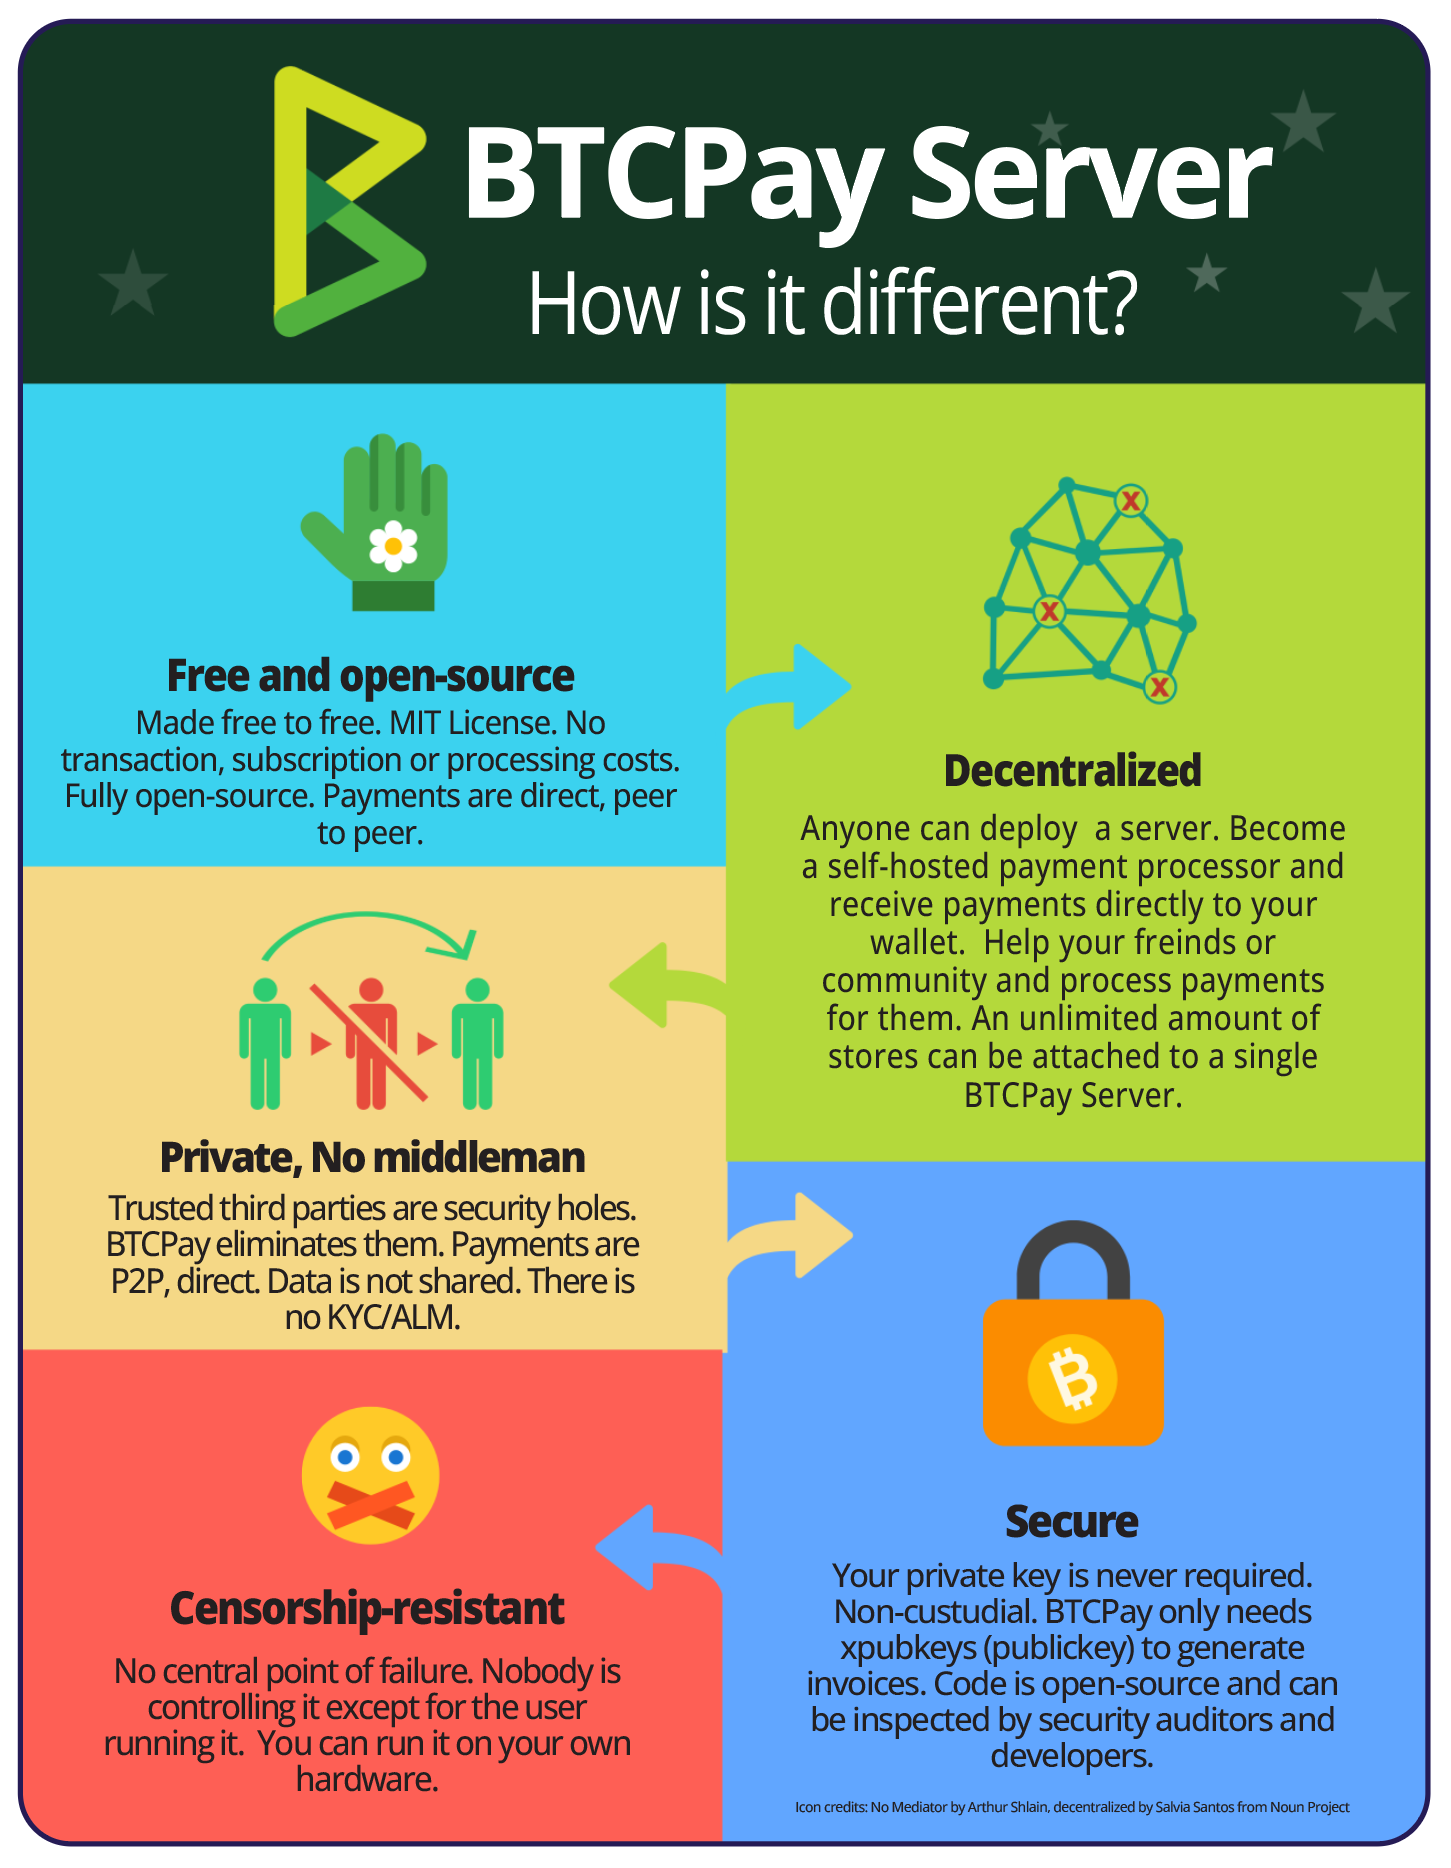 BTCPay Server
How is it different?
Free and open-source
Made free to free. MIT License. No
transaction, subscription or processing costs.
Fully open-source. Payments are direct, peer
to peer.
X
X
X
Decentralized
Anyone can deploy  a server. Become
a self-hosted payment processor and
receive payments directly to your
wallet.  Help your freinds or
community and process payments
for them. An unlimited amount of
stores can be attached to a single
BTCPay Server.
Private, No middleman
Trusted third parties are security holes.
BTCPay eliminates them. Payments are
P2P, direct. Data is not shared. There is
no KYC/ALM.
Secure
Your private key is never required.
Non-custudial. BTCPay only needs
xpubkeys (publickey) to generate
invoices. Code is open-source and can
be inspected by security auditors and
developers.
Censorship-resistant
No central point of failure. Nobody is
controlling it except for the user
running it.  You can run it on your own
hardware.
Icon credits: No Mediator by Arthur Shlain, decentralized by Salvia Santos from Noun Project